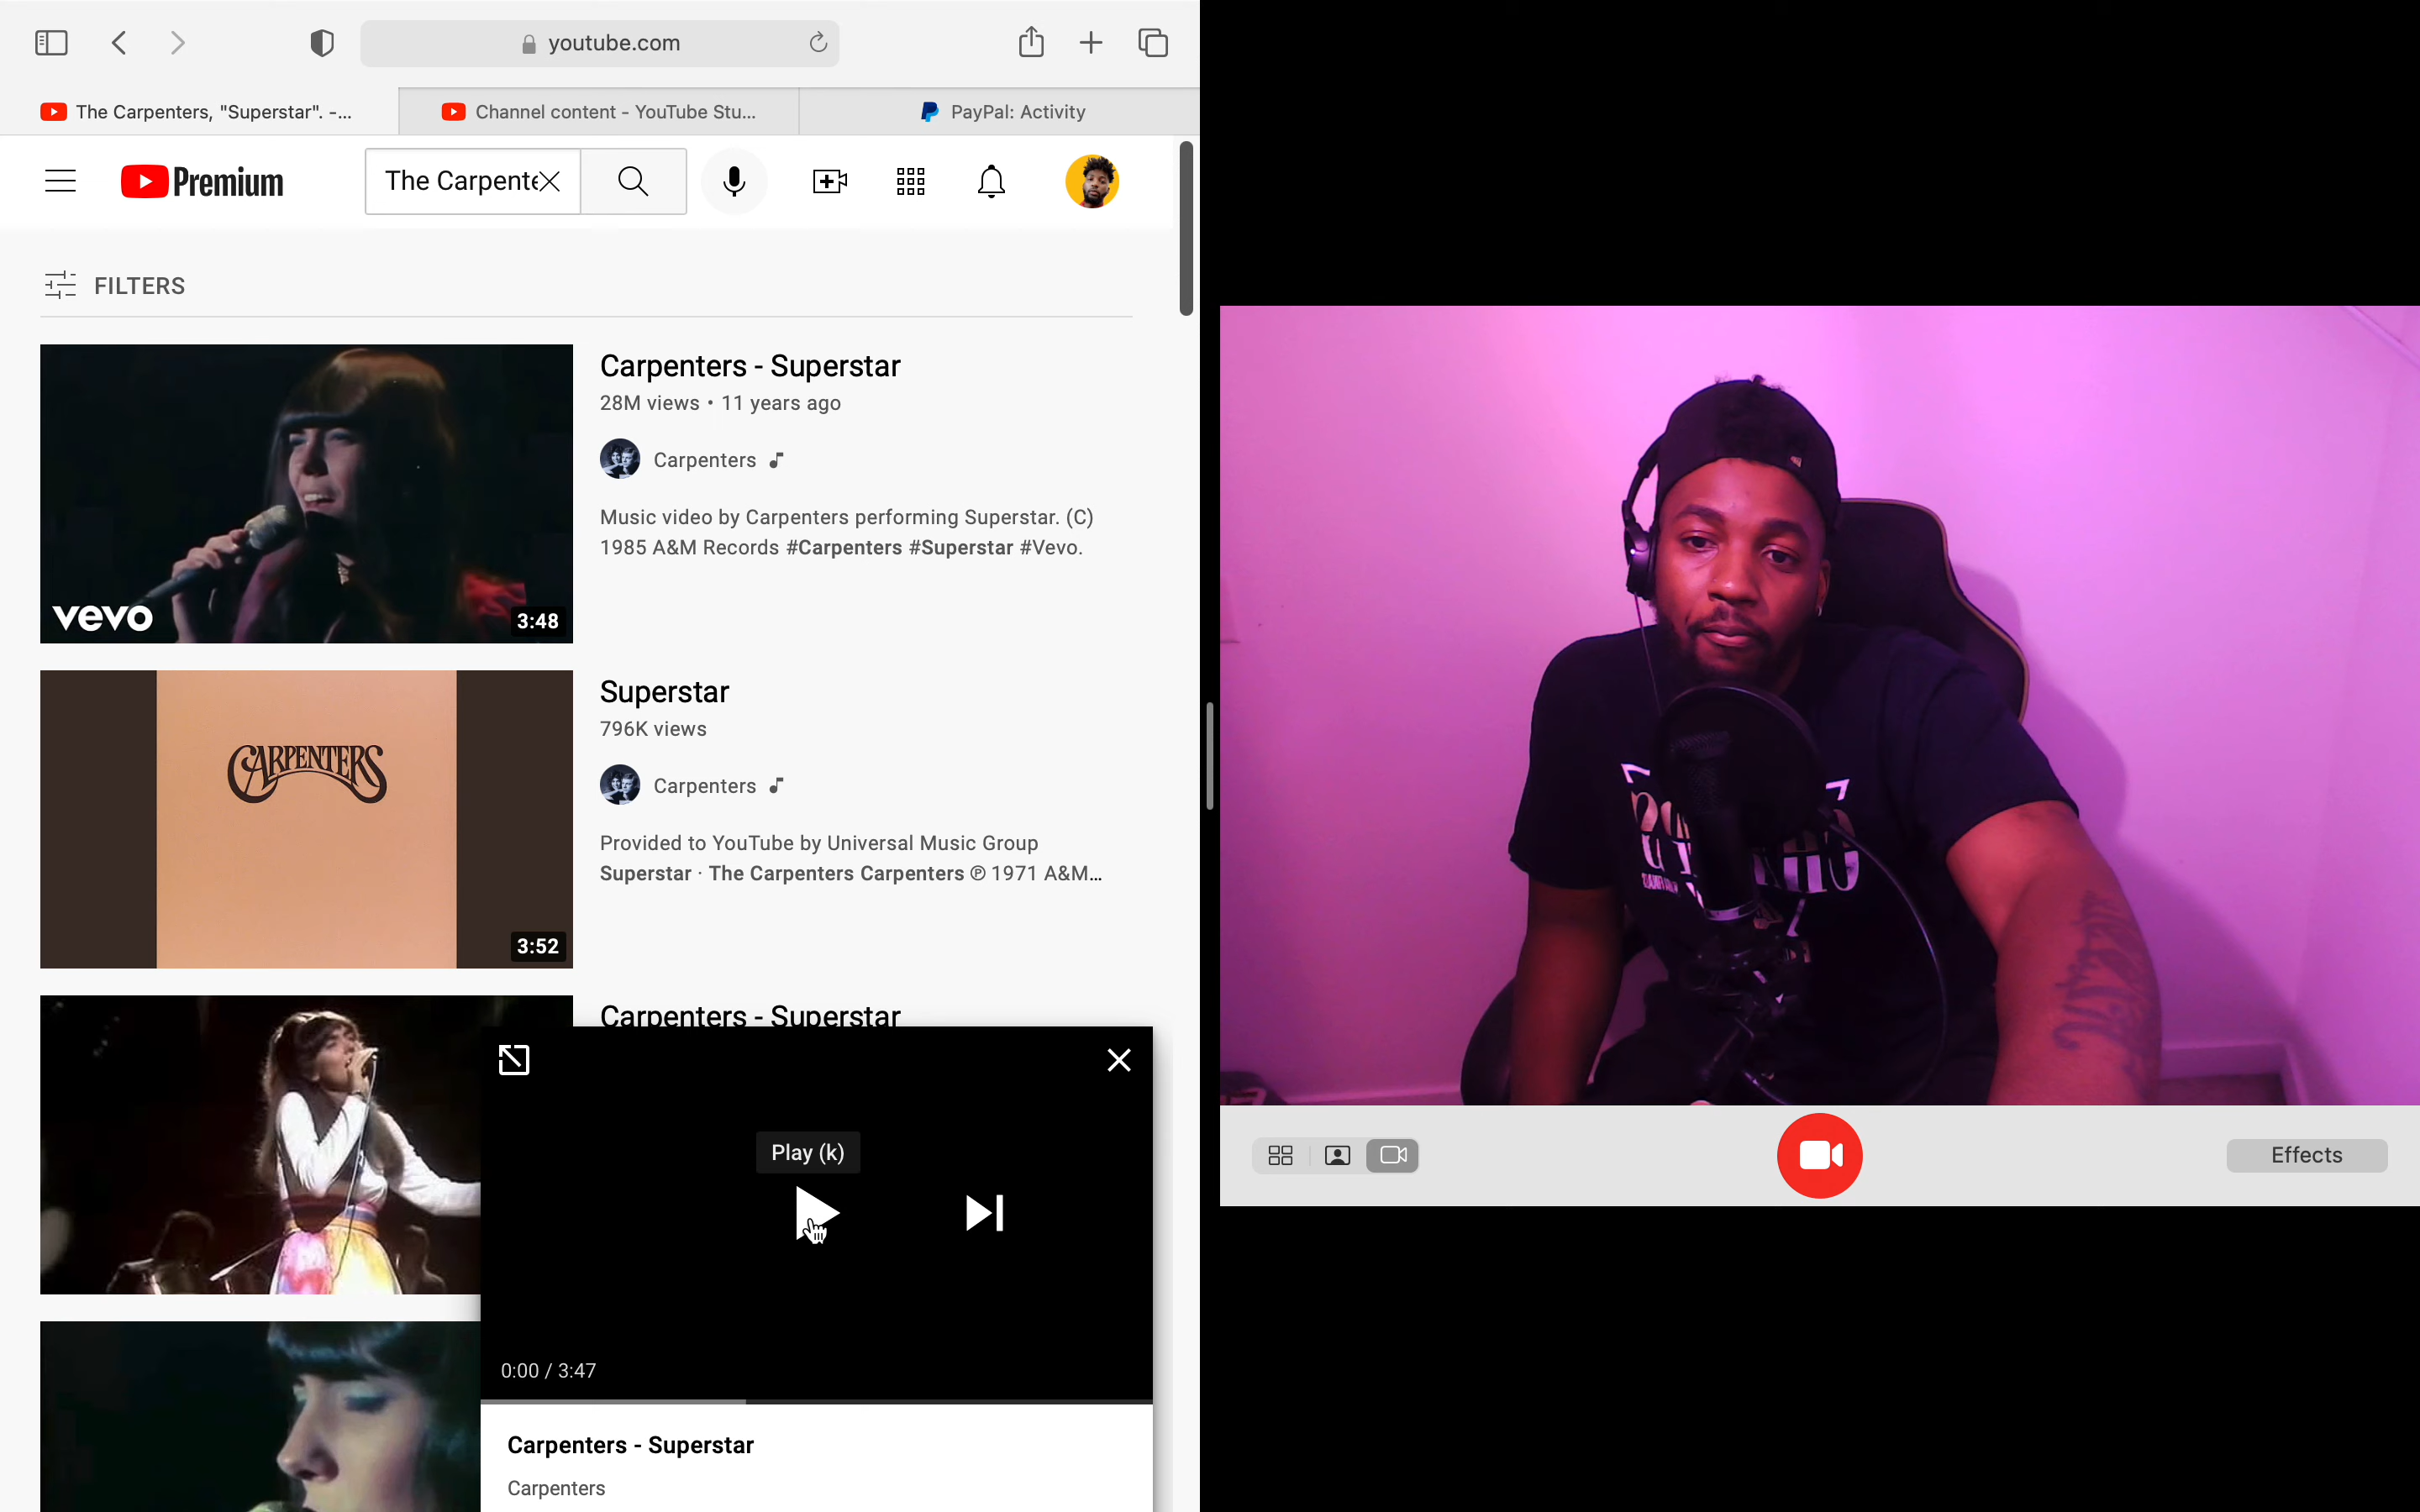 youtube.com
The Carpenters, "Superstar". -...
Channel content - YouTube Stu...
PayPal: Activity
Premium
The Carpente
FILTERS
Carpenters - Superstar
28M views • 11 years ago
Carpenters
Music video by Carpenters performing Superstar. (C)
1985 A&M Records #Carpenters #Superstar #Vevo.
vevo
3:48
Superstar
796K views
CARPENTERS
Carpenters
Provided to YouTube by Universal Music Group
Superstar · The Carpenters Carpenters ℗ 1971 A&M...
3:52
Carpenters - Superstar
Play (k)
0:00 / 3:47
Carpenters - Superstar
Carpenters
Effects